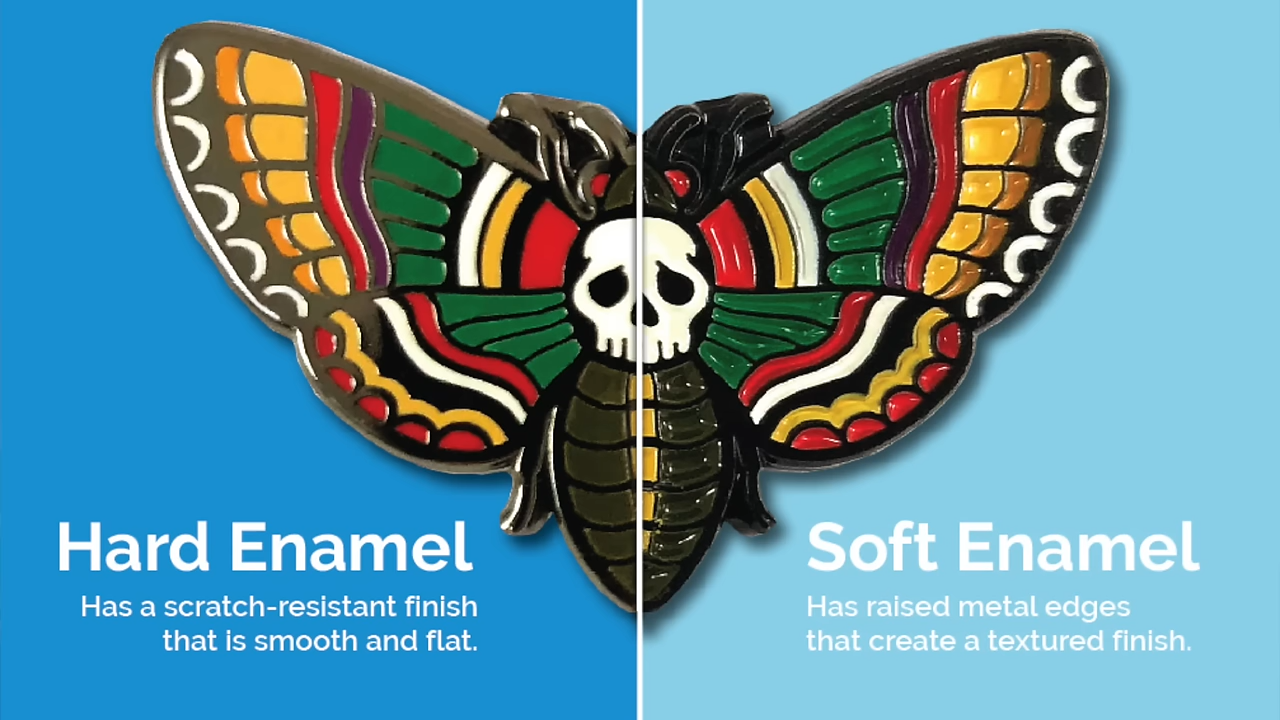 Hard Enamel
Has a scratch-resistant finish
that is smooth and flat.
Soft Enamel
Has raised metal edges
that create a textured finish.